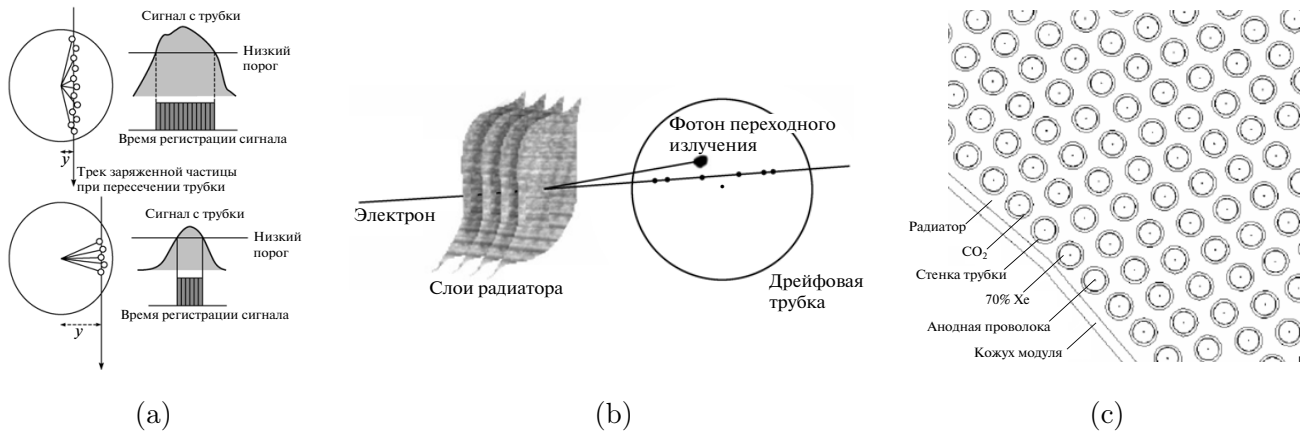 Сигнал с трубки
Низкий
порог
Время регистрации сигнала
y
Трек заряженной частицы
при пересечении трубки
Сигнал с трубки
Низкий
порог
Время регистрации сигнала
y
(a)
Фотон переходного
излучения
Электрон
Слои радиатора
Дрейфовая
трубка
(b)
Радиатор
CO₂
Стенка трубки
70% Xe
Анодная проволока
Кожух модуля
(c)